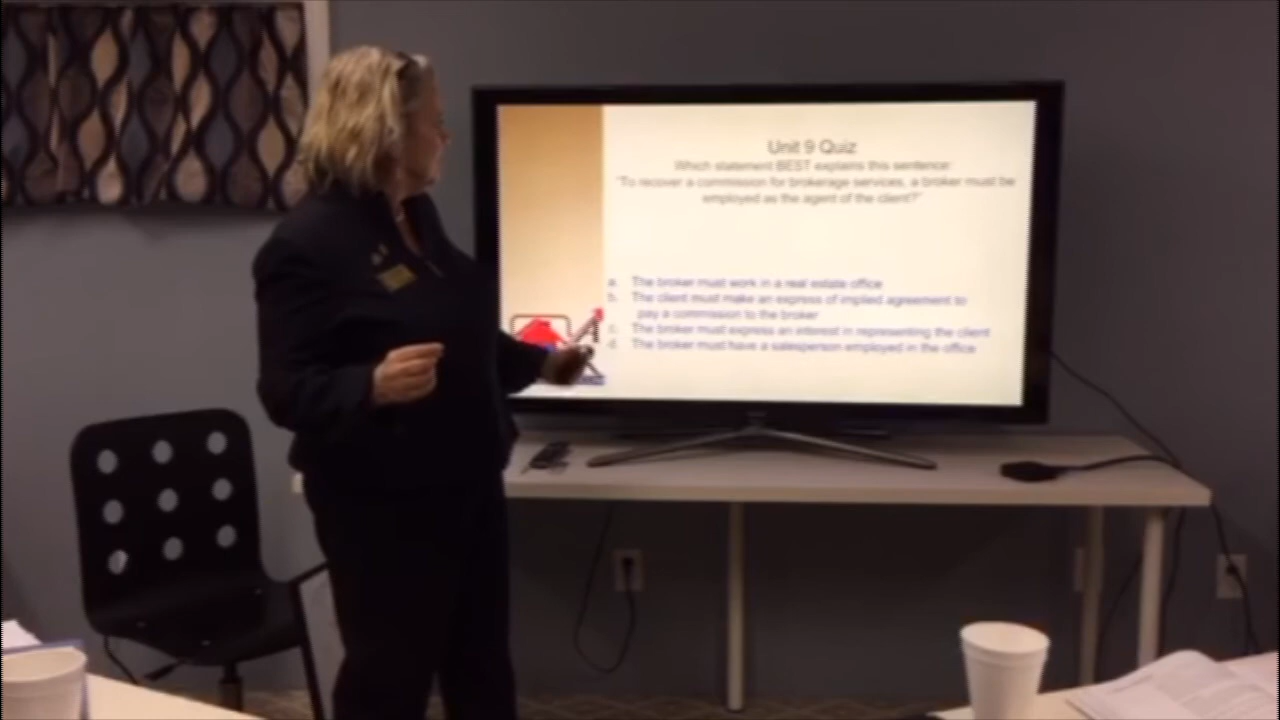 Unit 9 Quiz
Which statement BEST explains this sentence:
"To recover a commission for brokerage services, a broker must be
employed as the agent of the client?"
a. The broker must work in a real estate office
b. The client must make an express of implied agreement to
pay a commission to the broker
c. The broker must express an interest in representing the client
d. The broker must have a salesperson employed in the office